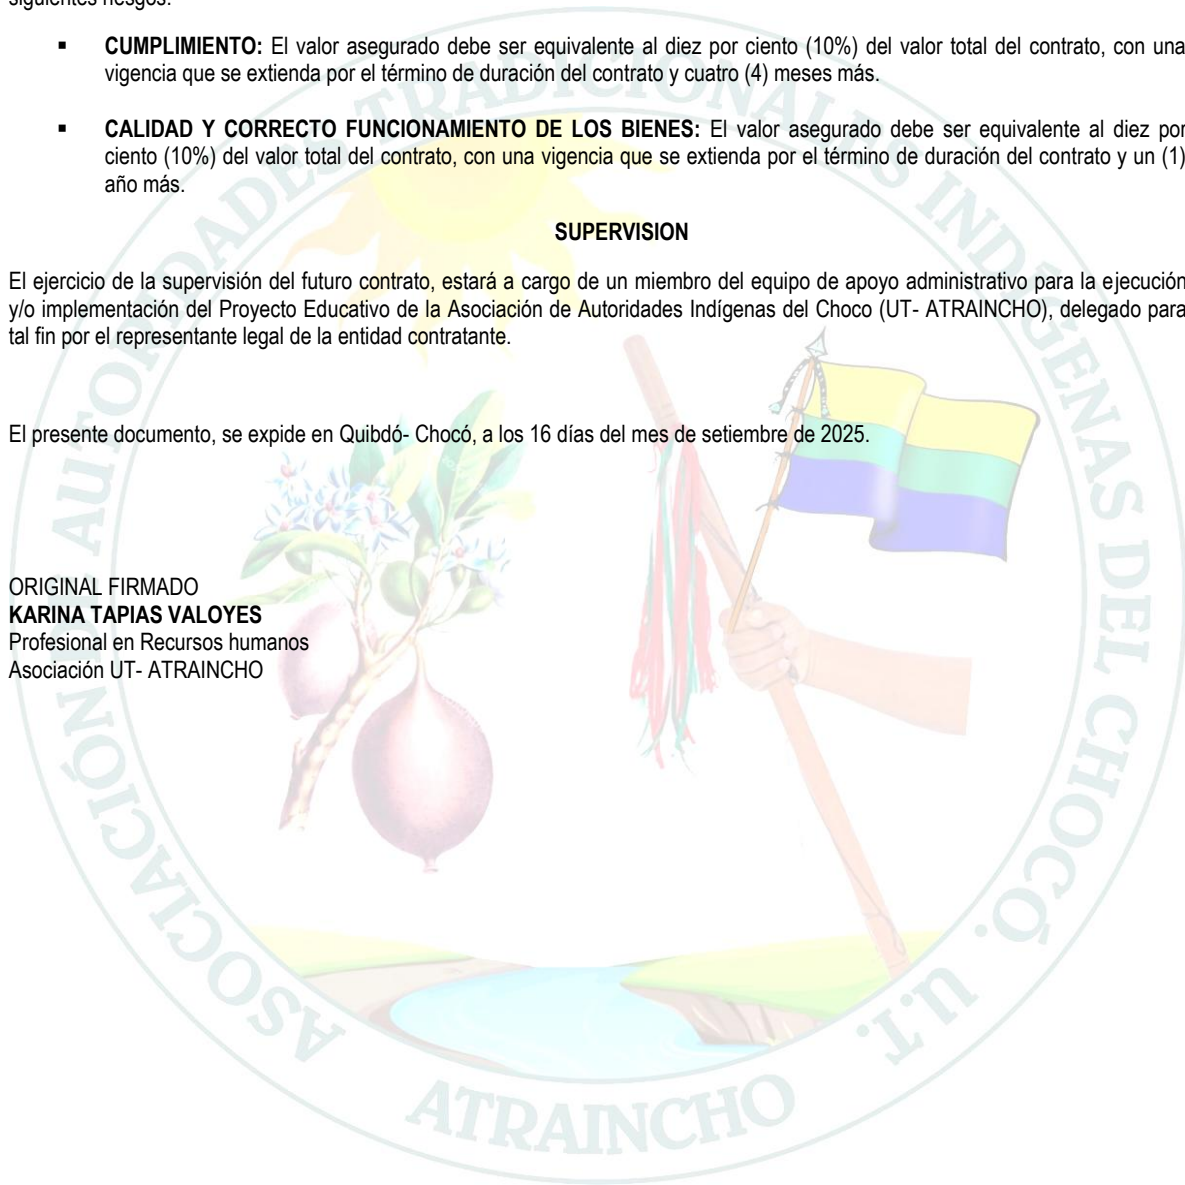 siguientes riesgos:
▪ CUMPLIMIENTO: El valor asegurado debe ser equivalente al diez por ciento (10%) del valor total del contrato, con una
vigencia que se extienda por el término de duración del contrato y cuatro (4) meses más.
▪ CALIDAD Y CORRECTO FUNCIONAMIENTO DE LOS BIENES: El valor asegurado debe ser equivalente al diez por
ciento (10%) del valor total del contrato, con una vigencia que se extienda por el término de duración del contrato y un (1)
año más.
SUPERVISION
El ejercicio de la supervisión del futuro contrato, estará a cargo de un miembro del equipo de apoyo administrativo para la ejecución
y/o implementación del Proyecto Educativo de la Asociación de Autoridades Indígenas del Choco (UT- ATRAINCHO), delegado para
tal fin por el representante legal de la entidad contratante.
El presente documento, se expide en Quibdó- Chocó, a los 16 días del mes de setiembre de 2025.
ORIGINAL FIRMADO
KARINA TAPIAS VALOYES
Profesional en Recursos humanos
Asociación UT- ATRAINCHO
ASOCIACIÓN D AUTORIDADES TRADICIONALES INDÍGENAS DEL CHOCÓ. U.T.
ATRAINCHO